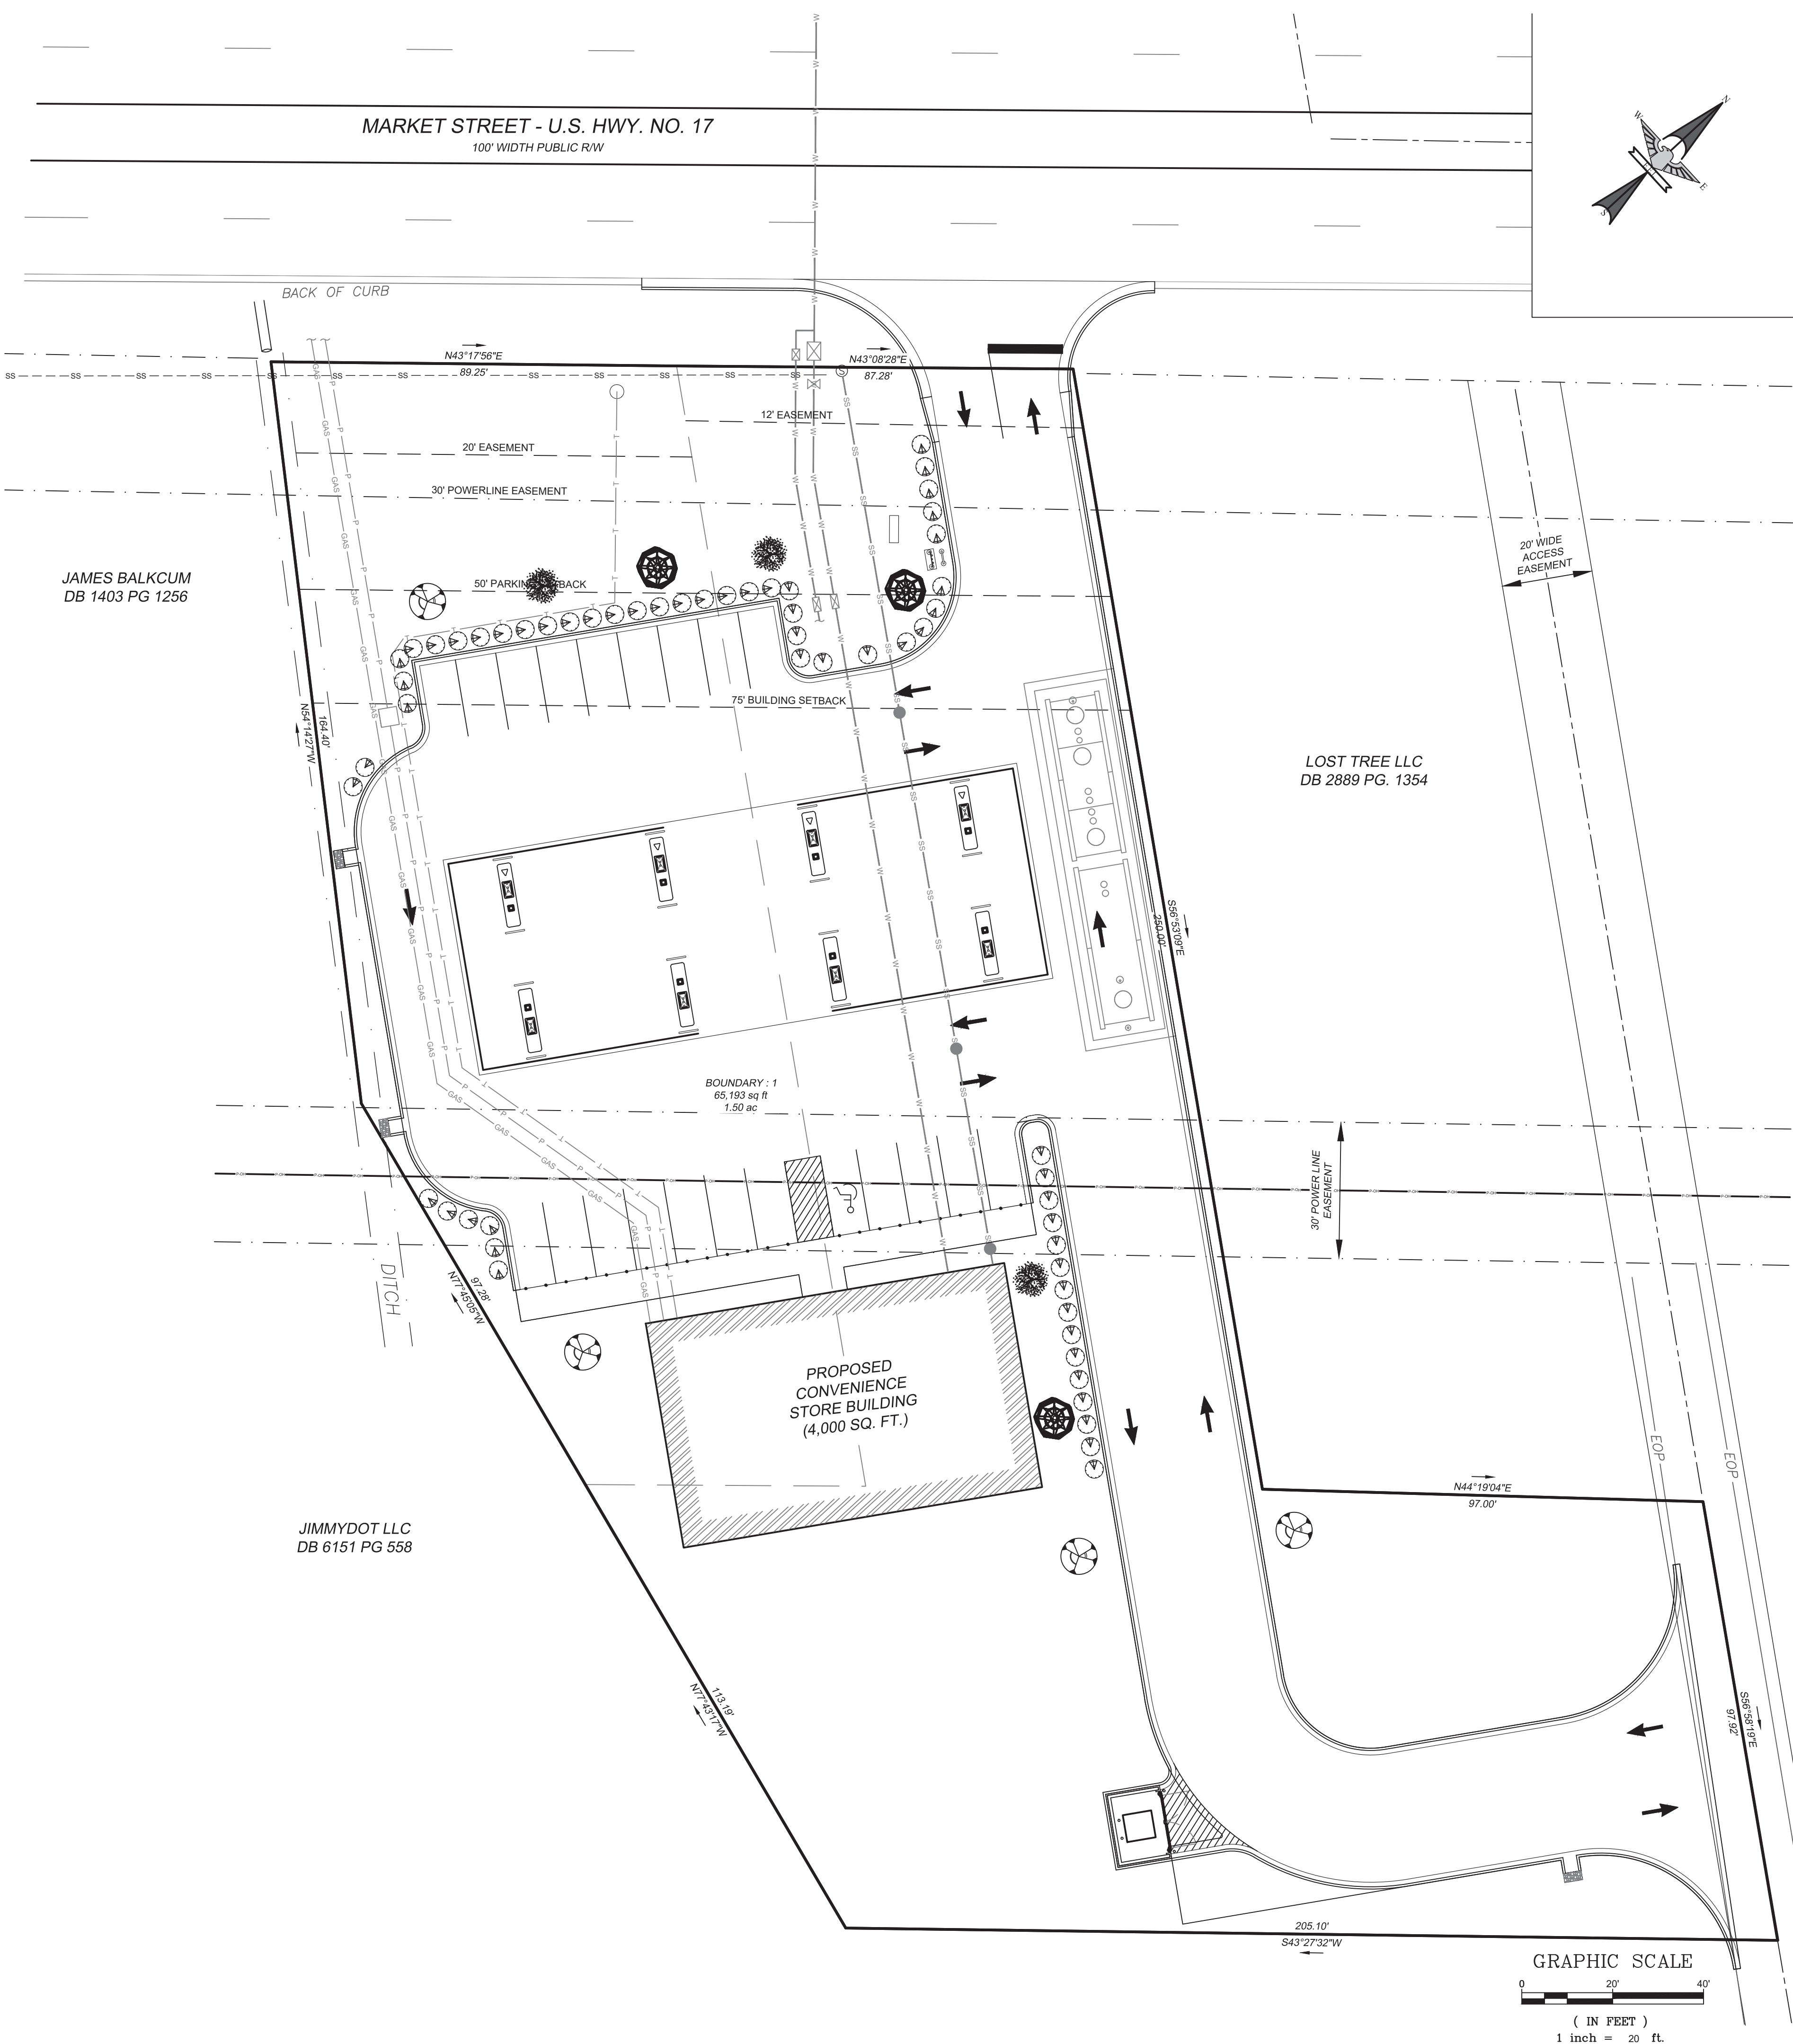 MARKET STREET - U.S. HWY. NO. 17
100' WIDTH PUBLIC R/W
N
W
E
S
BACK OF CURB
N43°17'56"E
89.25'
N43°08'28"E
87.28'
12' EASEMENT
20' EASEMENT
30' POWERLINE EASEMENT
20' WIDE
ACCESS
EASEMENT
JAMES BALKCUM
DB 1403 PG 1256
50' PARKING SETBACK
75' BUILDING SETBACK
164.40'
N54°14'27"W
LOST TREE LLC
DB 2889 PG. 1354
S56°53'09"E
250.00'
BOUNDARY : 1
65,193 sq ft
1.50 ac
30' POWER LINE
EASEMENT
DITCH
97.28'
N77°45'05"W
PROPOSED
CONVENIENCE
STORE BUILDING
(4,000 SQ. FT.)
EOP
EOP
N44°19'04"E
97.00'
JIMMYDOT LLC
DB 6151 PG 558
113.19'
N77°43'17"W
S56°58'19"E
97.92'
205.10'
S43°27'32"W
GRAPHIC SCALE
0 20' 40'
( IN FEET )
1 inch = 20 ft.